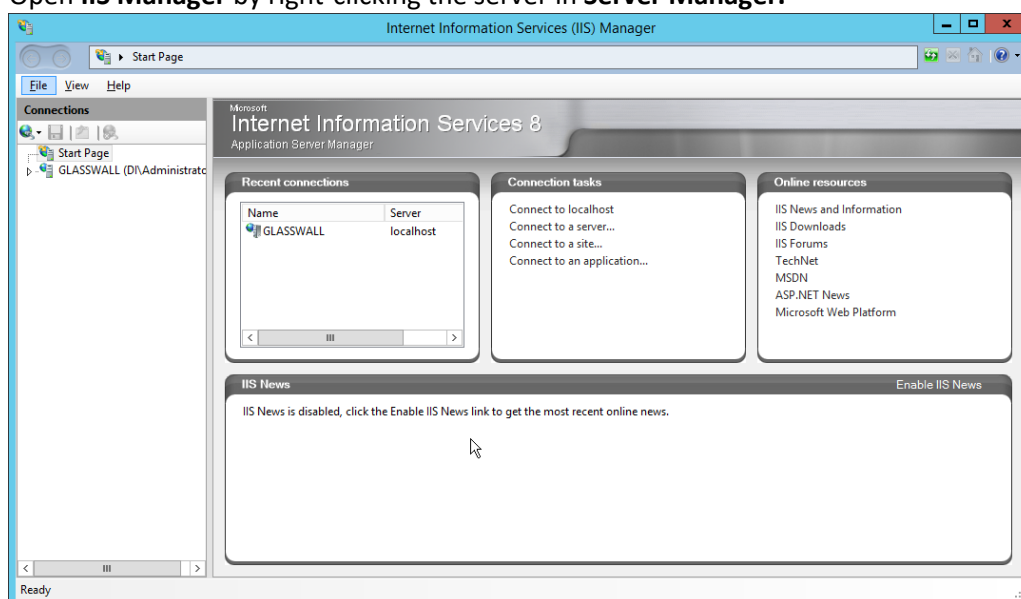 Open IIS Manager by right-clicking the server in Server Manager.
Internet Information Services (IIS) Manager
Start Page
File View Help
Connections
Start Page
GLASSWALL (DI\Administrato
Microsoft
Internet Information Services 8
Application Server Manager
Recent connections
Name Server
GLASSWALL localhost
Connection tasks
Connect to localhost
Connect to a server...
Connect to a site...
Connect to an application...
Online resources
IIS News and Information
IIS Downloads
IIS Forums
TechNet
MSDN
ASP.NET News
Microsoft Web Platform
IIS News Enable IIS News
IIS News is disabled, click the Enable IIS News link to get the most recent online news.
Ready